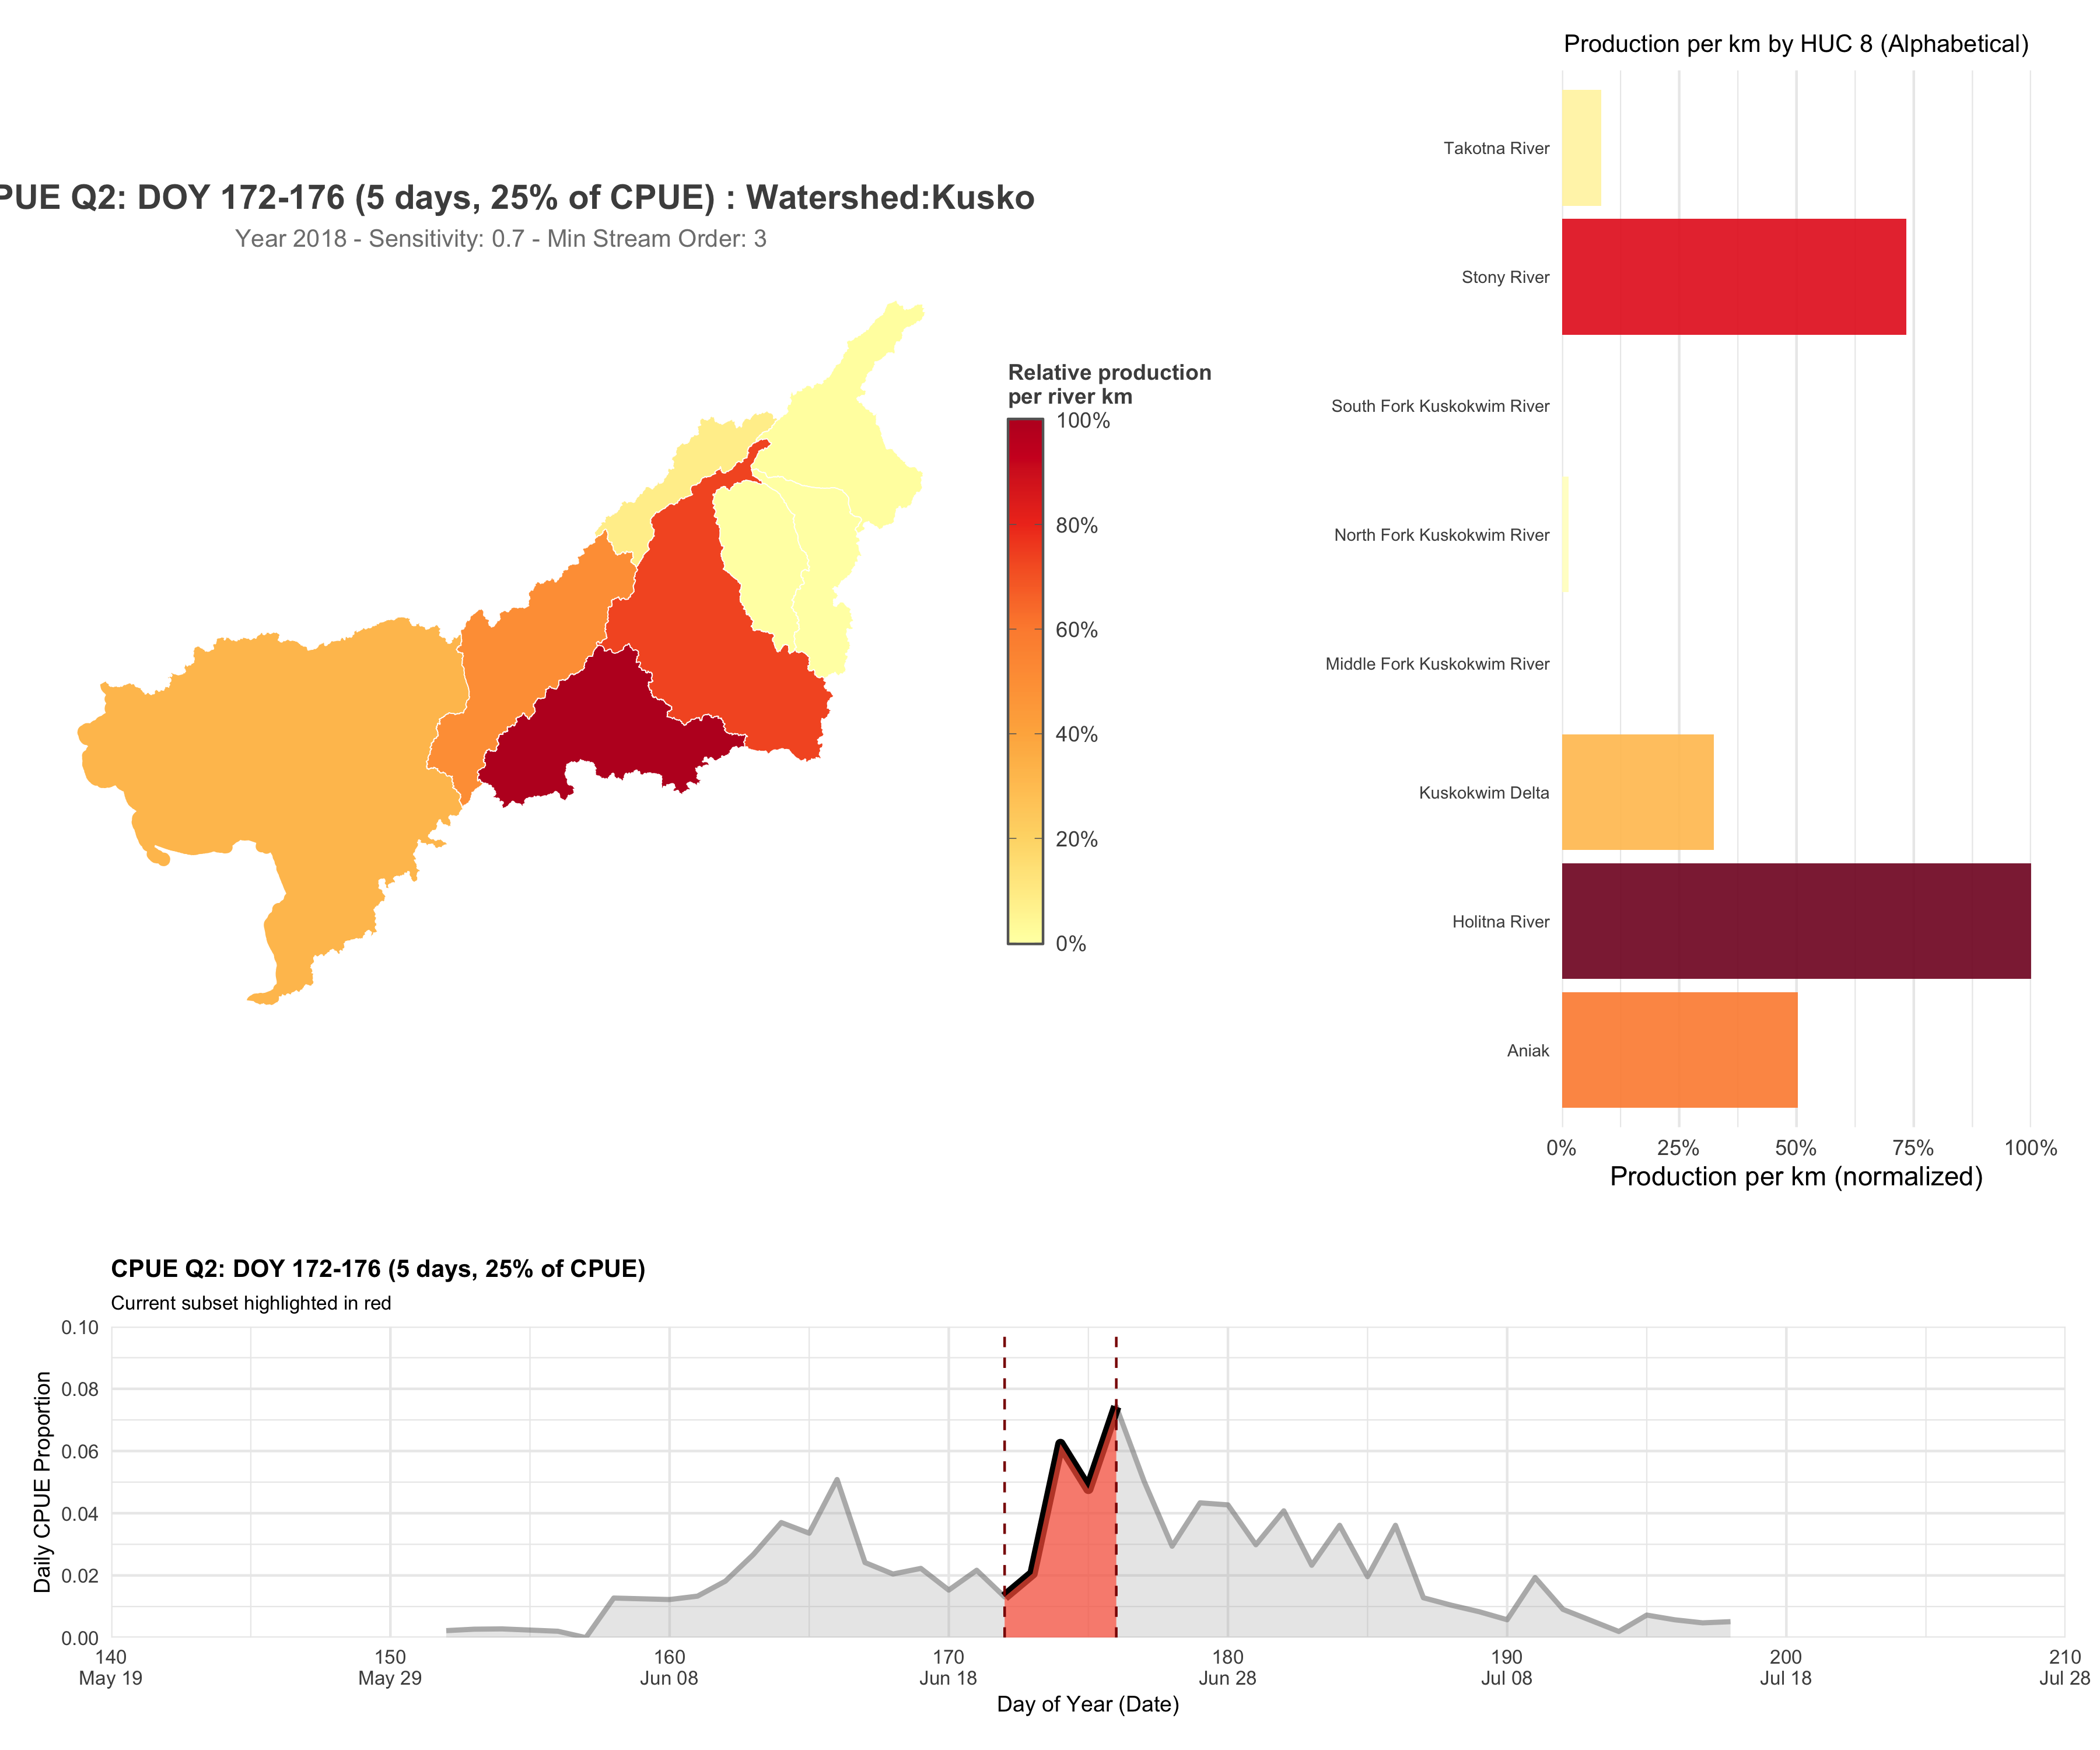 PUE Q2: DOY 172-176 (5 days, 25% of CPUE) : Watershed:Kusko
Year 2018 - Sensitivity: 0.7 - Min Stream Order: 3
Relative production
per river km
100%
80%
60%
40%
20%
0%
Production per km by HUC 8 (Alphabetical)
Takotna River
Stony River
South Fork Kuskokwim River
North Fork Kuskokwim River
Middle Fork Kuskokwim River
Kuskokwim Delta
Holitna River
Aniak
0% 25% 50% 75% 100%
Production per km (normalized)
CPUE Q2: DOY 172-176 (5 days, 25% of CPUE)
Current subset highlighted in red
Daily CPUE Proportion
0.10
0.08
0.06
0.04
0.02
0.00
140 150 160 170 180 190 200 210
May 19 May 29 Jun 08 Jun 18 Jun 28 Jul 08 Jul 18 Jul 28
Day of Year (Date)